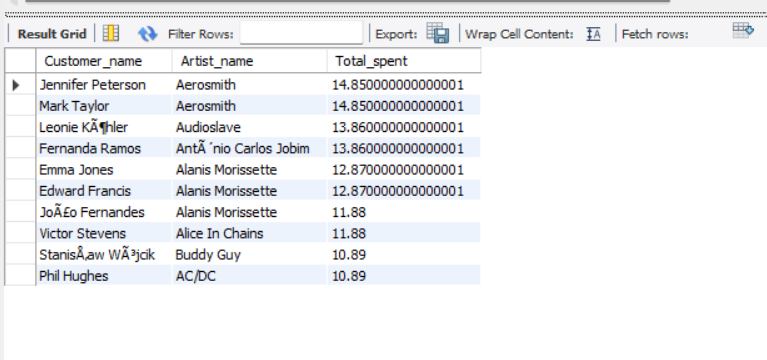 Result Grid Filter Rows: Export: Wrap Cell Content: Fetch rows:
Customer_name Artist_name Total_spent
Jennifer Peterson Aerosmith 14.850000000000001
Mark Taylor Aerosmith 14.850000000000001
Leonie KÃ¶hler Audioslave 13.860000000000001
Fernanda Ramos AntÃ´nio Carlos Jobim 13.860000000000001
Emma Jones Alanis Morissette 12.870000000000001
Edward Francis Alanis Morissette 12.870000000000001
JoÃ£o Fernandes Alanis Morissette 11.88
Victor Stevens Alice In Chains 11.88
StanisÅ‚aw WÃ³jcik Buddy Guy 10.89
Phil Hughes AC/DC 10.89